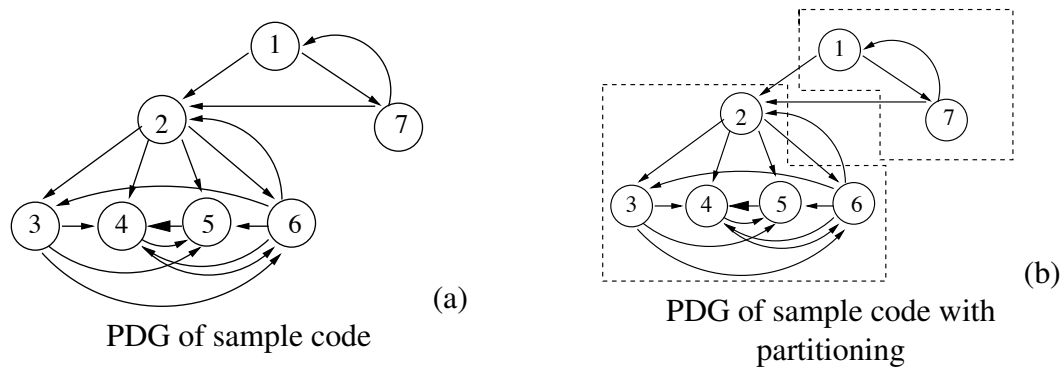 1
2
7
3 4 5 6
(a)
PDG of sample code
1
2
7
3 4 5 6
(b)
PDG of sample code with
partitioning